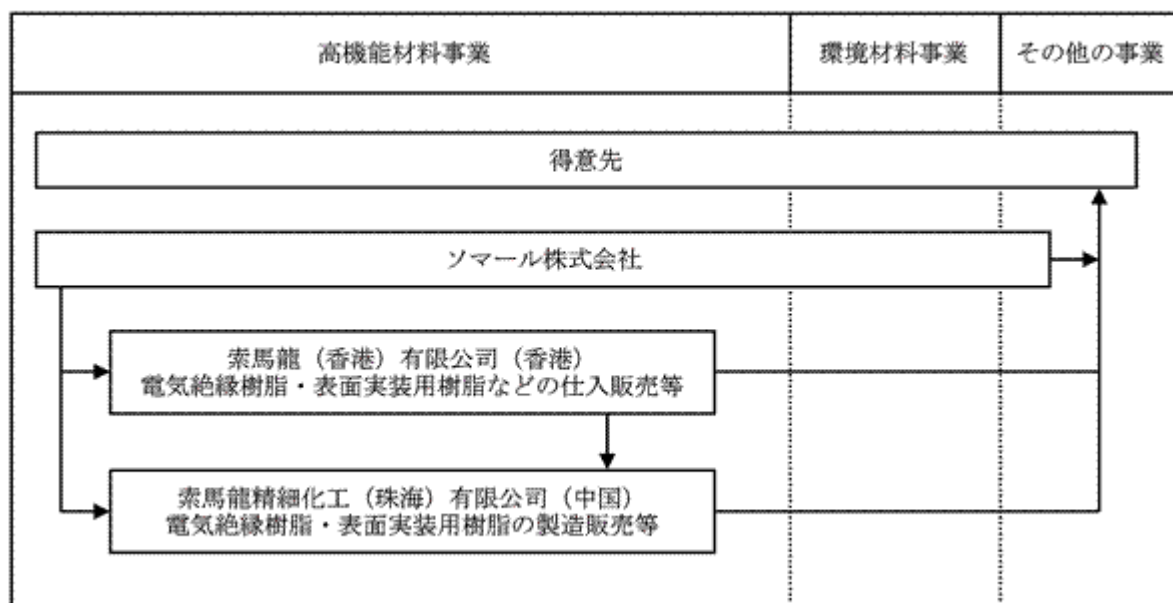 高機能材料事業
環境材料事業
その他の事業
得意先
ソマール株式会社
索馬龍（香港）有限公司（香港）
電気絶縁樹脂・表面実装用樹脂などの仕入販売等
索馬龍精細化工（珠海）有限公司（中国）
電気絶縁樹脂・表面実装用樹脂の製造販売等